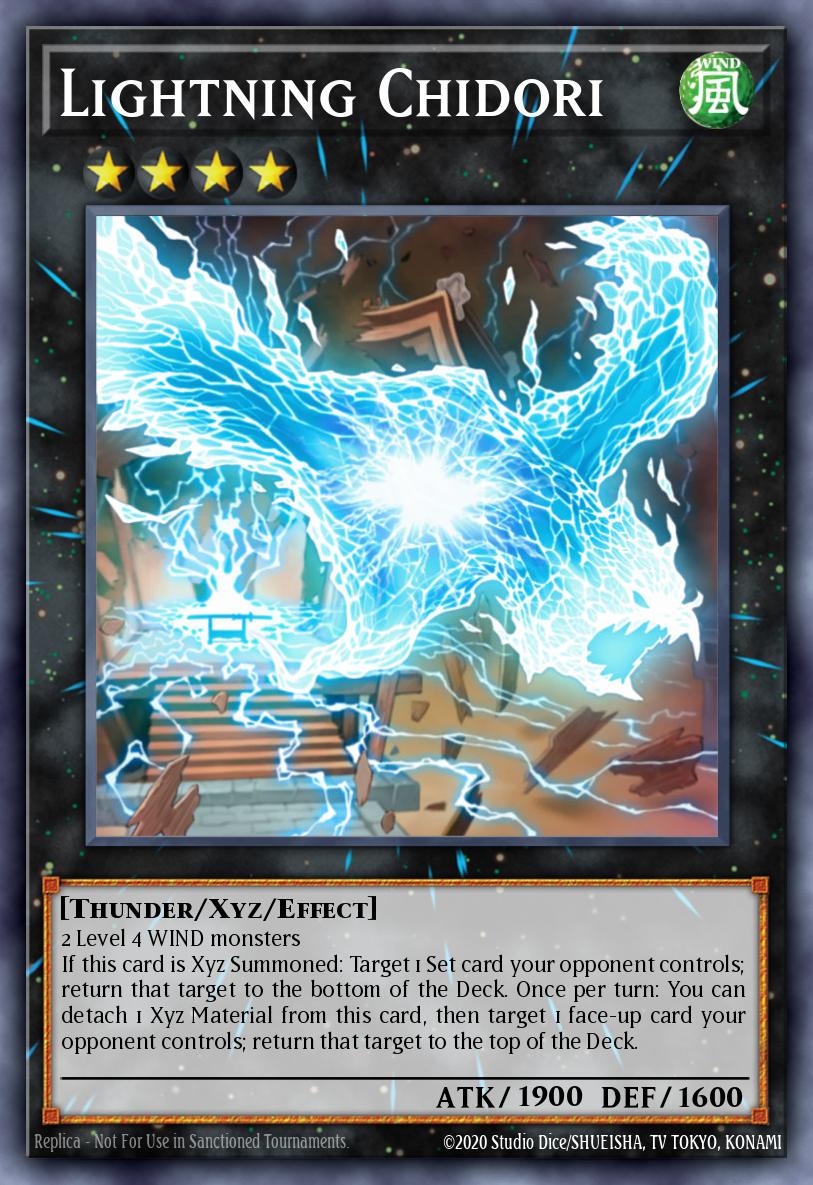 Lightning Chidori
WIND
風
[Thunder/Xyz/Effect]
2 Level 4 WIND monsters
If this card is Xyz Summoned: Target 1 Set card your opponent controls;
return that target to the bottom of the Deck. Once per turn: You can
detach 1 Xyz Material from this card, then target 1 face-up card your
opponent controls; return that target to the top of the Deck.
ATK/1900 DEF/1600
Replica - Not For Use in Sanctioned Tournaments.
©2020 Studio Dice/SHUEISHA, TV TOKYO, KONAMI